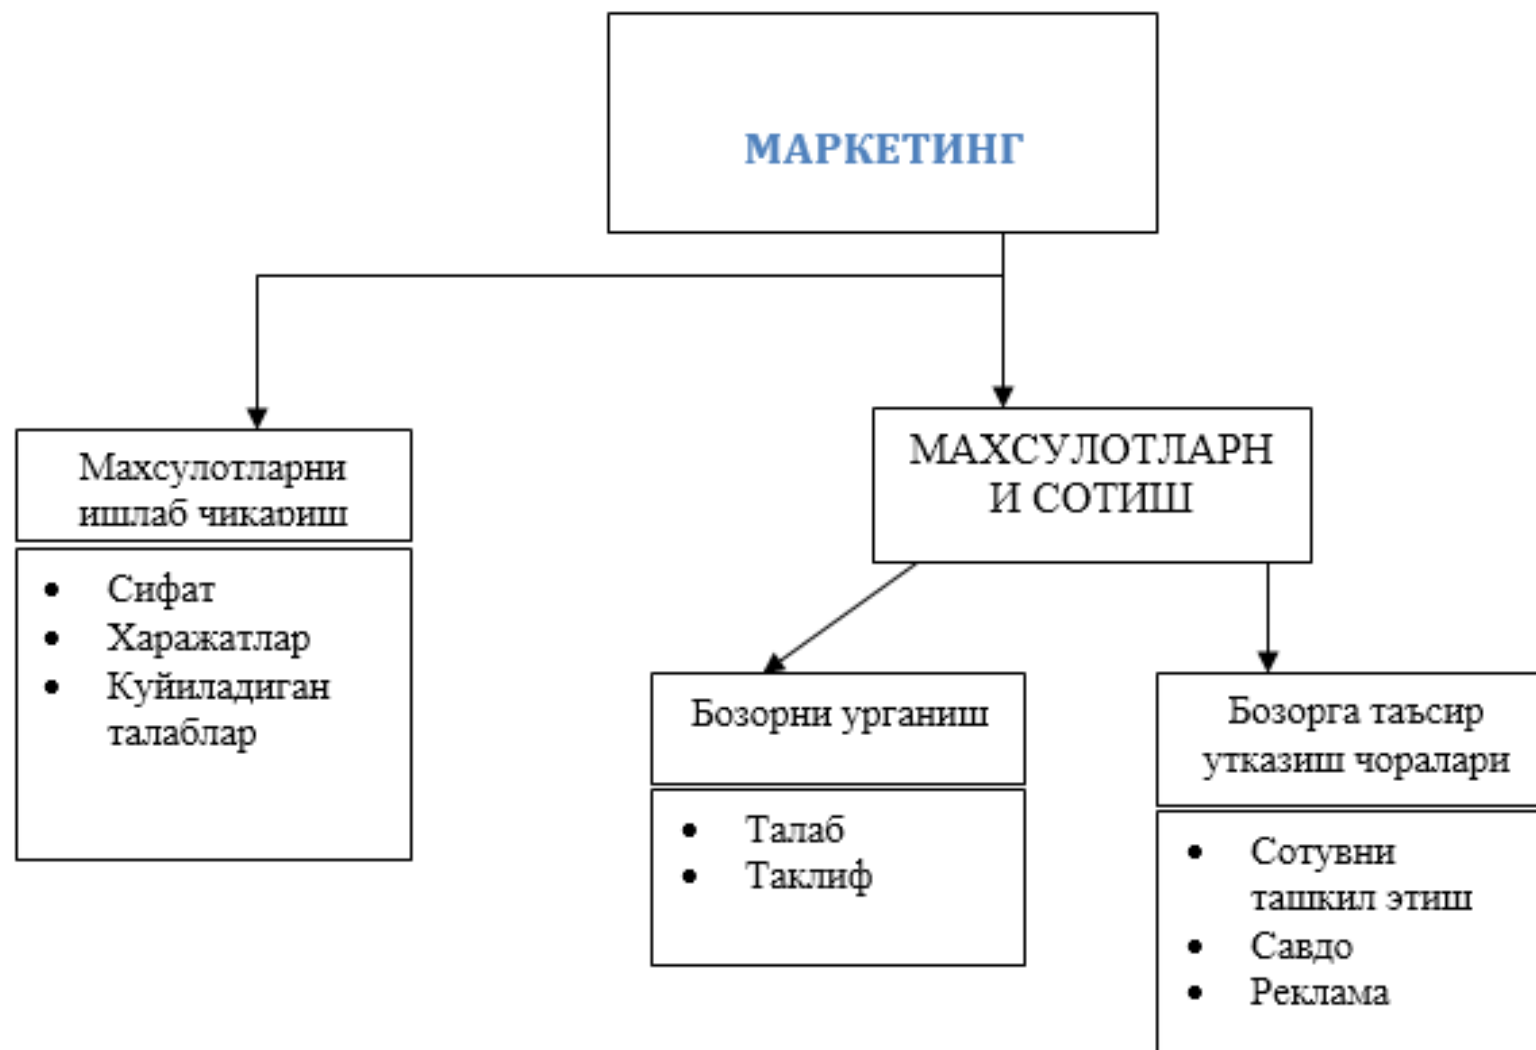 МАРКЕТИНГ
Махсулотларни
ишлаб чикариш
• Сифат
• Харажатлар
• Куйиладиган
талаблар
МАХСУЛОТЛАРН
И СОТИШ
Бозорни урганиш
• Талаб
• Таклиф
Бозорга таъсир
утказиш чоралари
• Сотувни
ташкил этиш
• Савдо
• Реклама